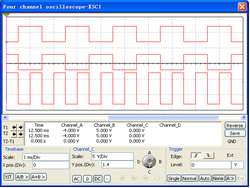 Four channel oscilloscope-XSC1
Time Channel_A Channel_B Channel_C Channel_D
T1 12.500 ms -4.000 V 5.000 V 0.000 V
T2 12.500 ms -4.000 V 5.000 V 0.000 V
T2-T1 0.000 s 0.000 V 0.000 V 0.000 V
Reverse
Save
GND
Timebase Channel_C Trigger
Scale: 1 ms/Div Scale: 5 V/Div Edge: Ext
X pos.(Div): 0 Y pos.(Div): 1.4 Level: 0 V
Y/T A/B > A+B > AC 0 DC - Single Normal Auto None A >
A B C D